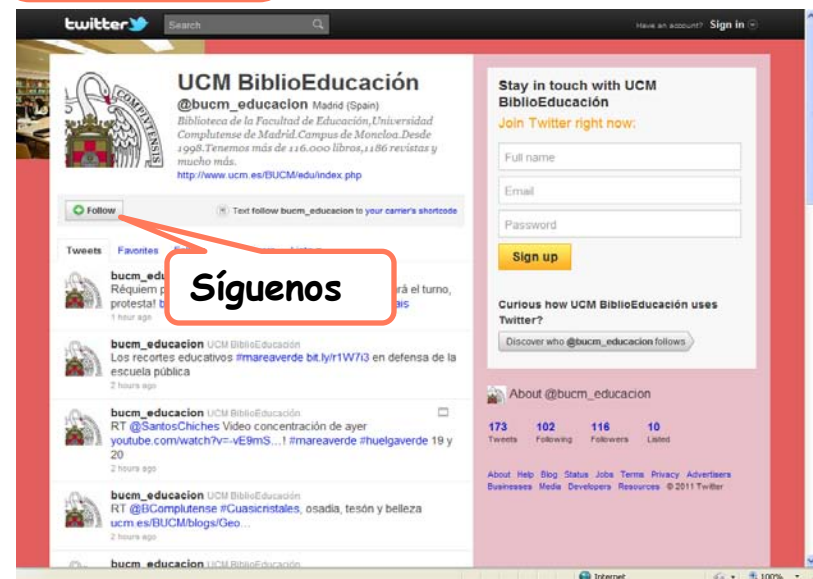 twitter
Search
Have an account? Sign in
COMPLVTENSIS
UCM BiblioEducación
@bucm_educacion Madrid (Spain)
Biblioteca de la Facultad de Educación,Universidad
Complutense de Madrid.Campus de Moncloa.Desde
1998.Tenemos más de 116.000 libros,1186 revistas y
mucho más.
http://www.ucm.es/BUCM/edu/index.php
Follow
Text follow bucm_educacion to your carrier's shortcode
Tweets Favorites
Síguenos
bucm_edu
Réquiem p rá el turno,
protesta! b ais
1 hour ago
bucm_educacion UCM BiblioEducación
Los recortes educativos #mareaverde bit.ly/r1W7i3 en defensa de la
escuela pública
2 hours ago
bucm_educacion UCM BiblioEducación
RT @SantosChiches Video concentración de ayer
youtube.com/watch?v=-vE9mS…! #mareaverde #huelgaverde 19 y
20
2 hours ago
bucm_educacion UCM BiblioEducación
RT @BComplutense #Cuasicristales, osadia, tesón y belleza
ucm.es/BUCM/blogs/Geo…
2 hours ago
bucm_educacion UCM BiblioEducación
Stay in touch with UCM
BiblioEducación
Join Twitter right now:
Full name
Email
Password
Sign up
Curious how UCM BiblioEducación uses
Twitter?
Discover who @bucm_educacion follows
About @bucm_educacion
173 102 116 10
Tweets Following Followers Listed
About Help Blog Status Jobs Terms Privacy Advertisers
Businesses Media Developers Resources © 2011 Twitter
Internet
100%